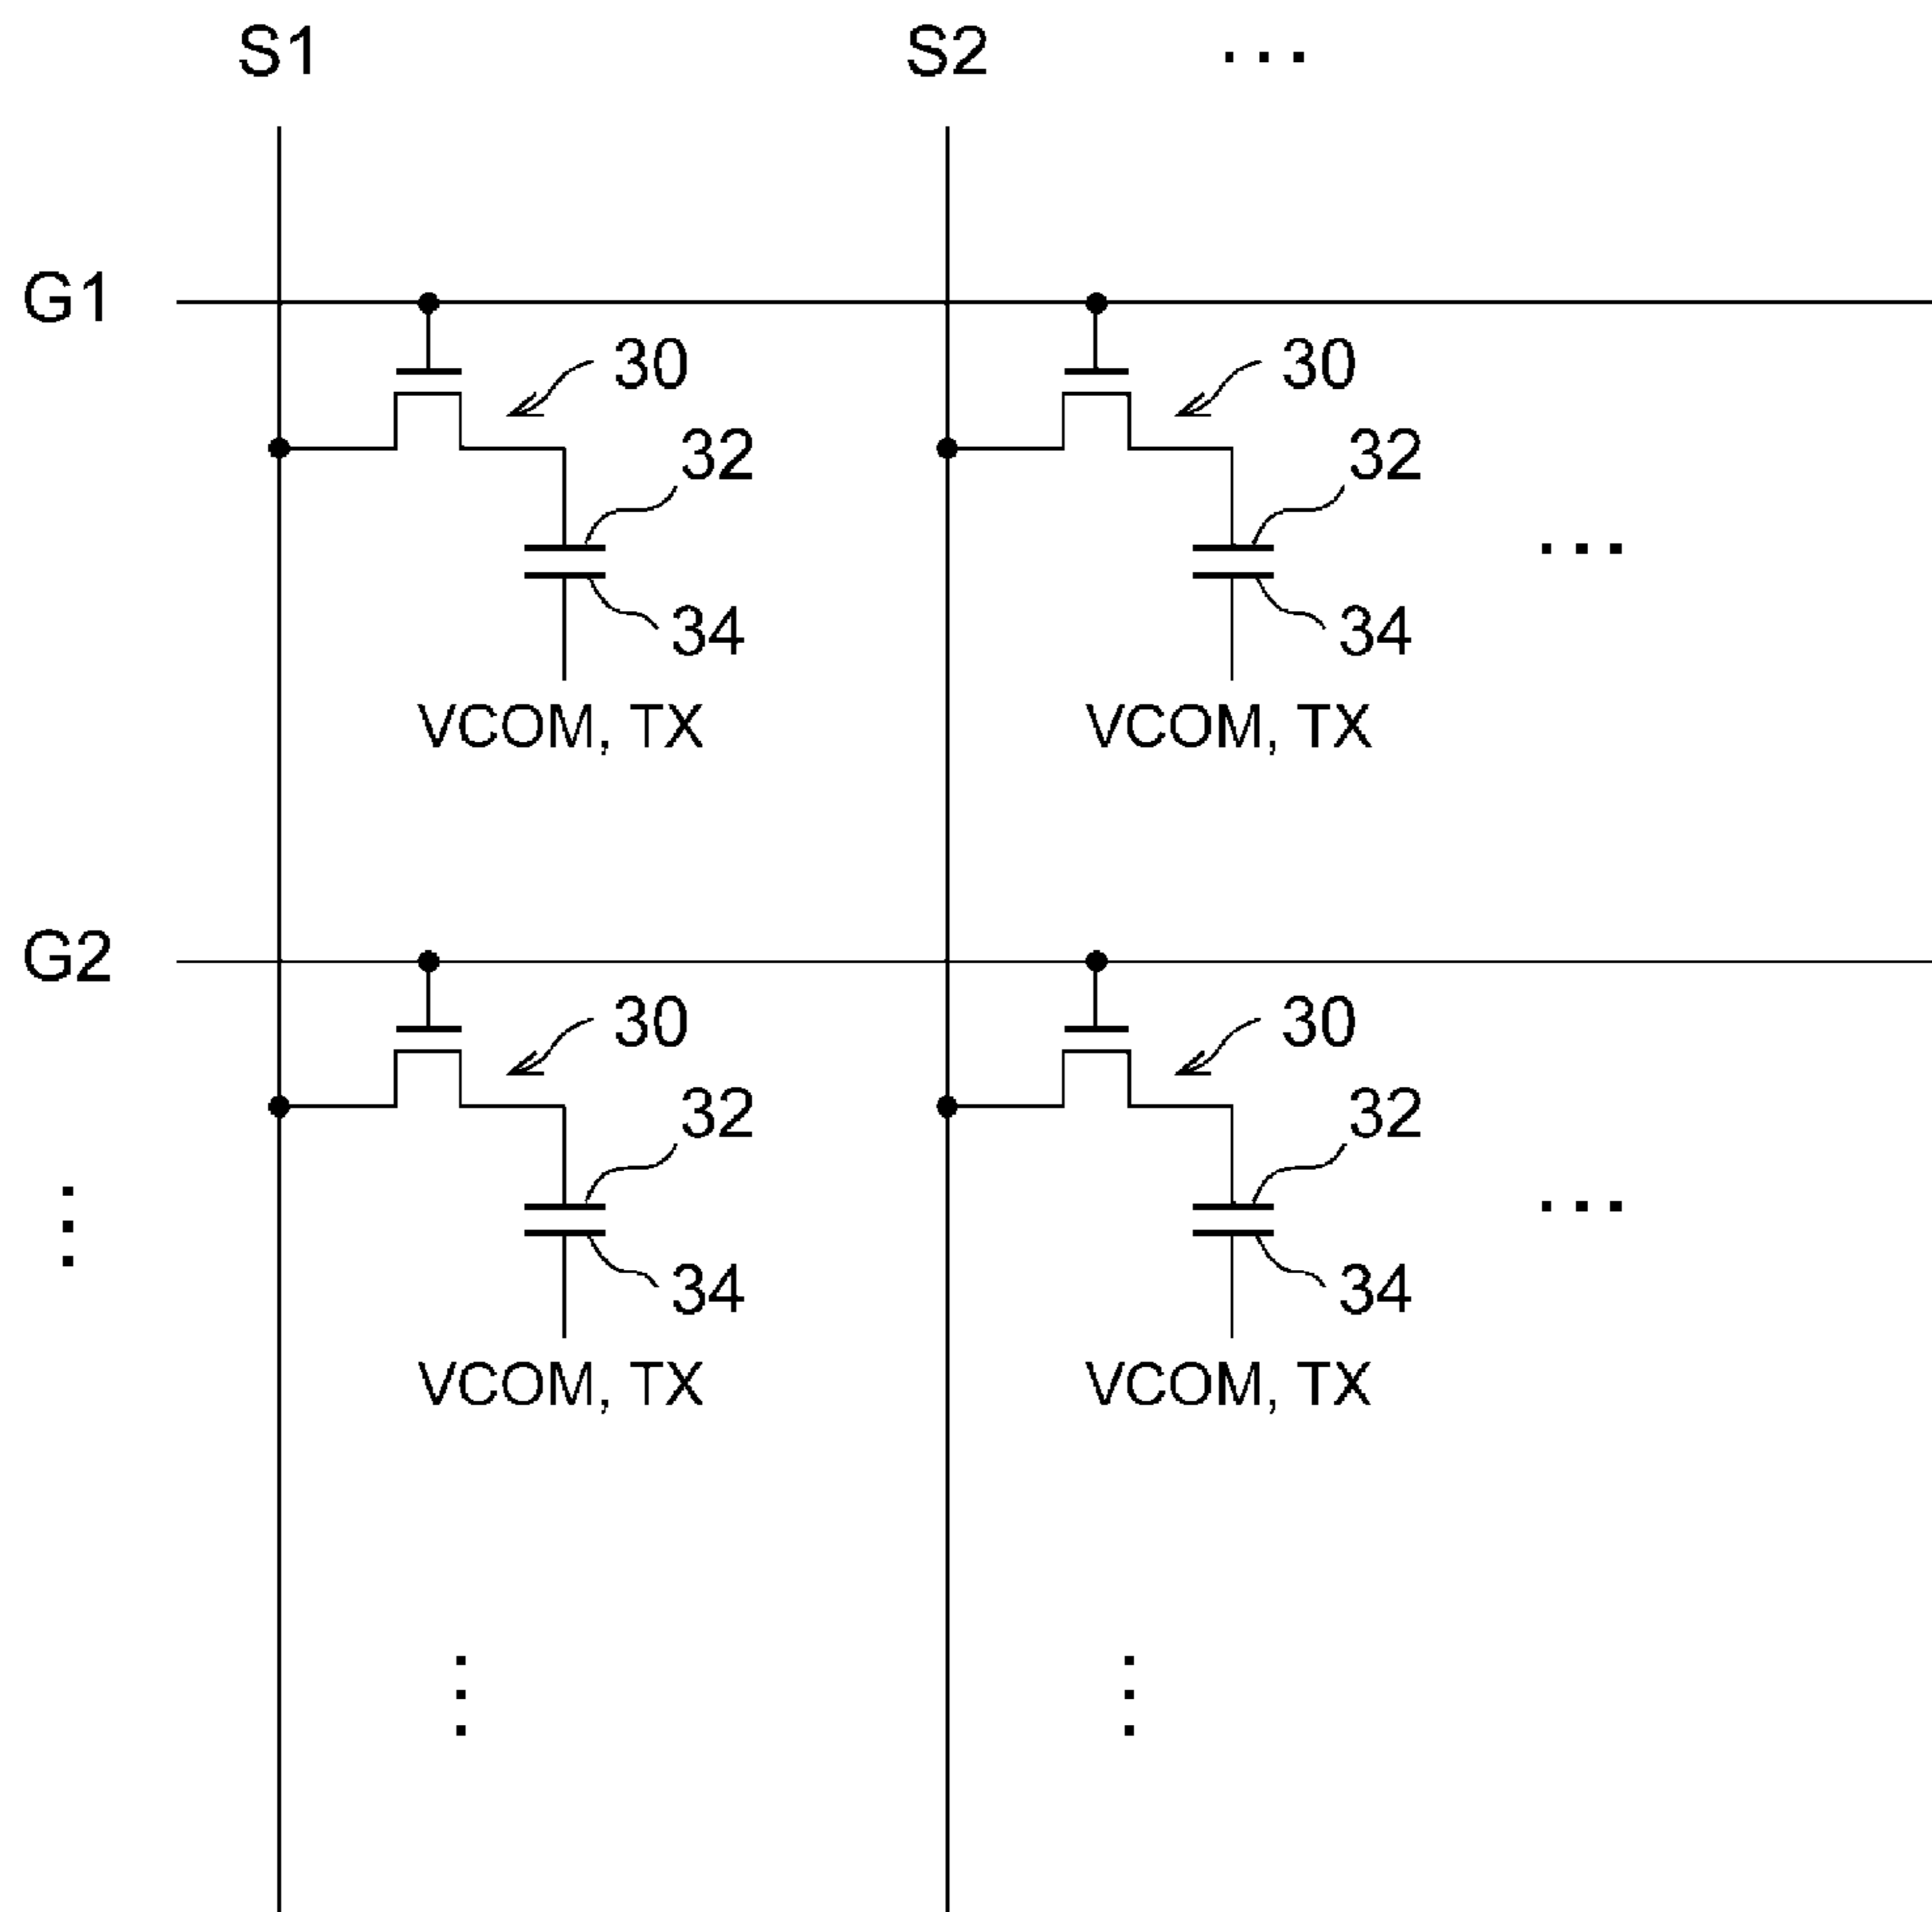 S1 S2 ...
G1
30 30
32 32
...
34 34
VCOM, TX VCOM, TX
G2
30 30
32 32
...
34 34
VCOM, TX VCOM, TX